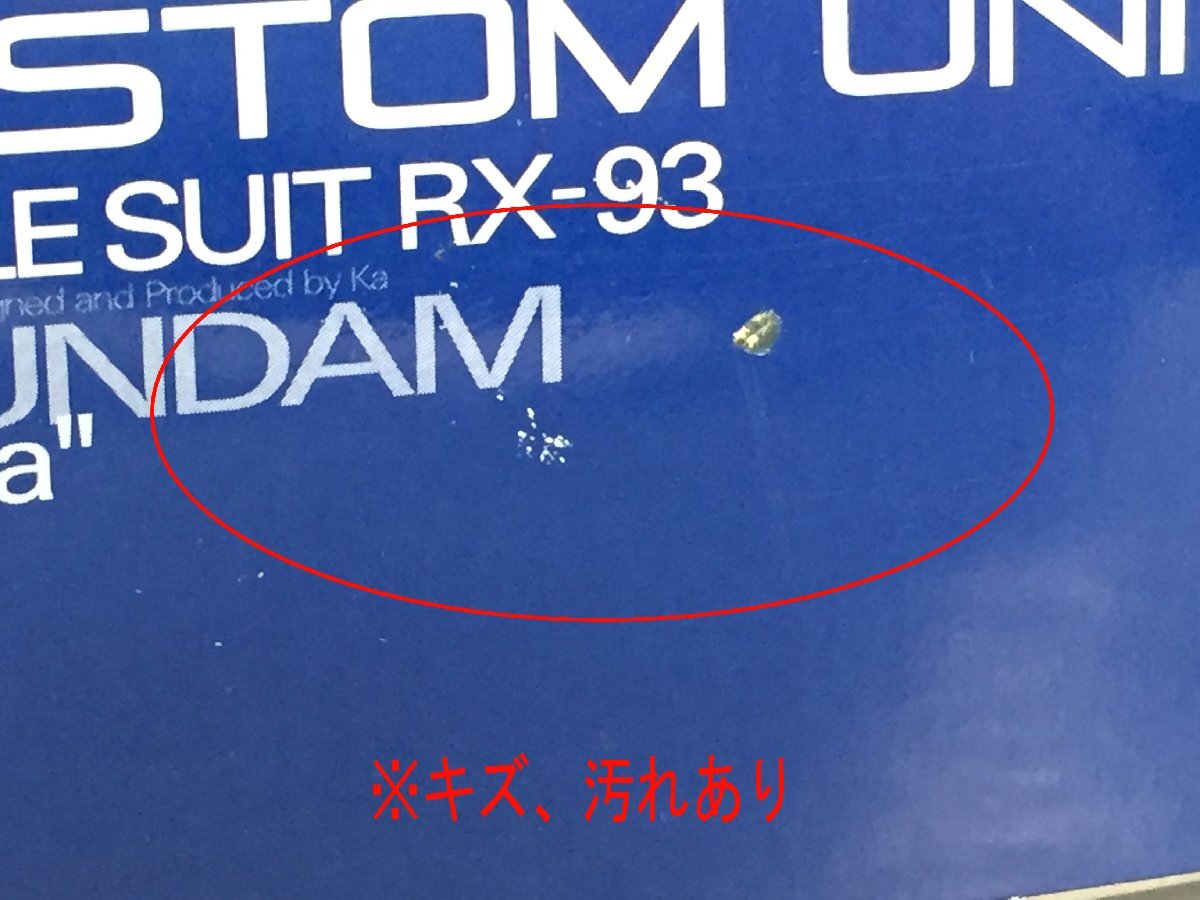 STOM UNI
LE SUIT RX-93
gned and Produced by Ka
UNDAM
a"
※キズ、汚れあり